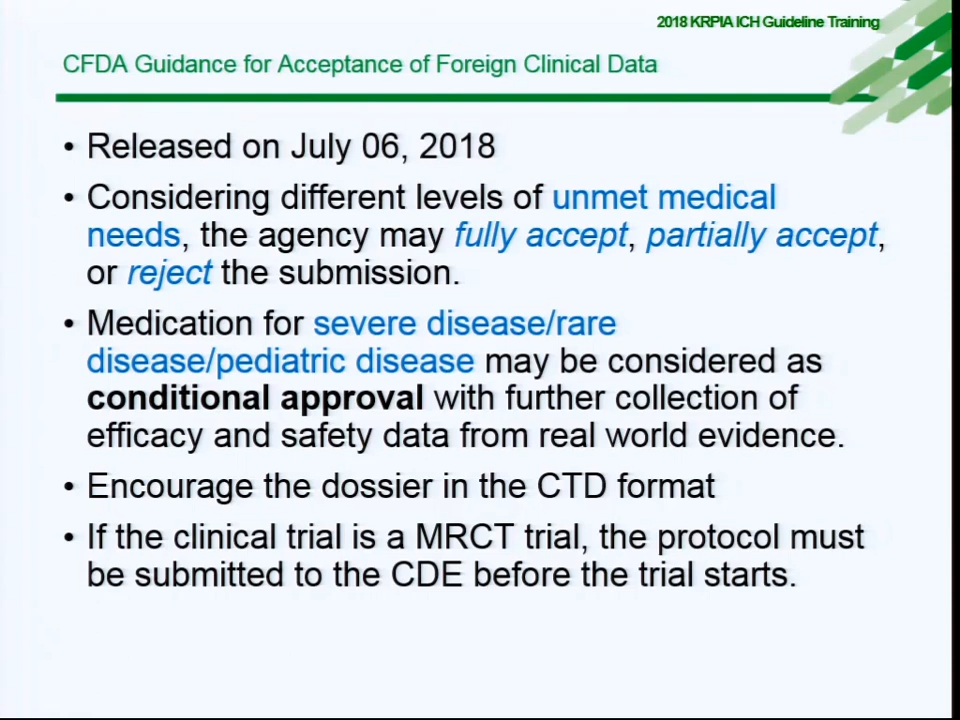 2018 KRPIA ICH Guideline Training
CFDA Guidance for Acceptance of Foreign Clinical Data
• Released on July 06, 2018
• Considering different levels of unmet medical
needs, the agency may fully accept, partially accept,
or reject the submission.
• Medication for severe disease/rare
disease/pediatric disease may be considered as
conditional approval with further collection of
efficacy and safety data from real world evidence.
• Encourage the dossier in the CTD format
• If the clinical trial is a MRCT trial, the protocol must
be submitted to the CDE before the trial starts.